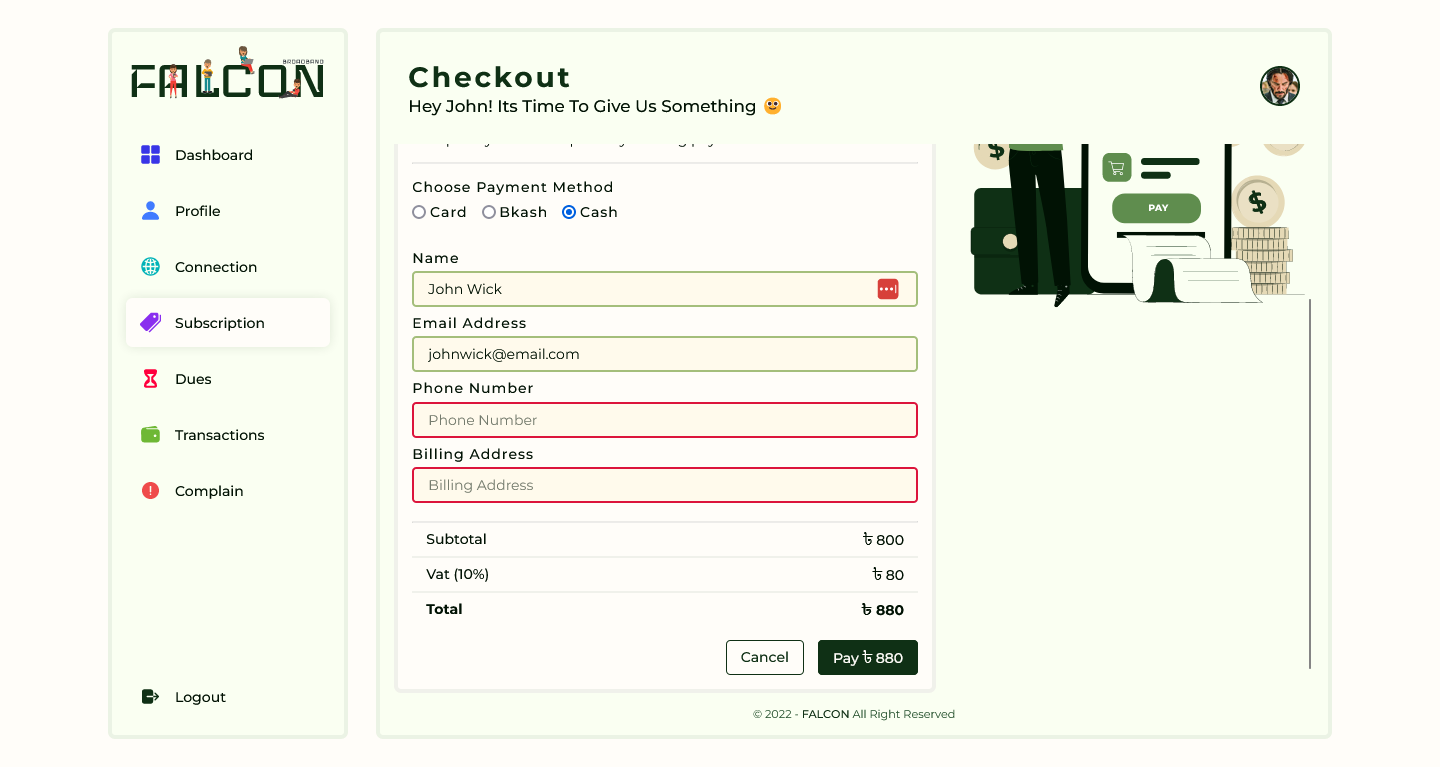 FALCON
BROADBAND
Dashboard
Profile
Connection
Subscription
Dues
Transactions
Complain
Logout
Checkout
Hey John! Its Time To Give Us Something 🙂
Choose Payment Method
Card Bkash Cash
Name
John Wick
Email Address
johnwick@email.com
Phone Number
Phone Number
Billing Address
Billing Address
Subtotal ৳ 800
Vat (10%) ৳ 80
Total ৳ 880
Cancel Pay ৳ 880
$
PAY
$
© 2022 - FALCON All Right Reserved